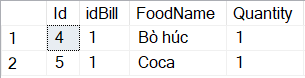 Id idBill FoodName Quantity
1 4 1 Bò húc 1
2 5 1 Coca 1